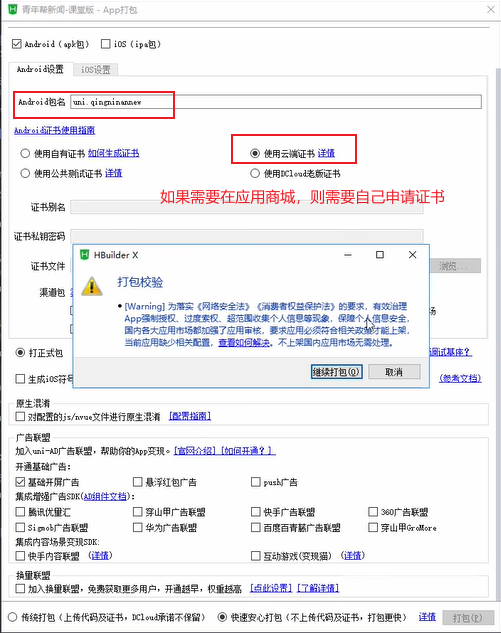 青年帮新闻-课堂版 - App打包
Android（apk包） iOS（ipa包）
Android设置 iOS设置
Android包名 uni.qingninannew
Android证书使用指南
使用自有证书 如何生成证书 使用云端证书 详情
使用公共测试证书 详情 使用DCloud老版证书
如果需要在应用商城，则需要自己申请证书
证书别名
证书私钥密码
HBuilder X
证书文件 浏览...
打包校验
渠道包
[Warning] 为落实《网络安全法》《消费者权益保护法》的要求，有效治理
App强制授权、过度索权、超范围收集个人信息等现象，保障个人信息安全，
国内各大应用市场都加强了应用审核，要求应用必须符合相关政策才能上架，
当前应用缺少相关配置，查看如何解决。不上架国内应用市场无需处理。
继续打包(O) 取消
打正式包 测试基座？
生成iOS符号 (参考文档)
原生混淆
对配置的js/nvue文件进行原生混淆 [配置指南]
广告联盟
加入uni-AD广告联盟，帮助你的App变现。[官网介绍] [如何开通？]
开通基础广告：
基础开屏广告 悬浮红包广告 push广告
集成增强广告SDK(AD组件文档)：
腾讯优量汇 穿山甲广告联盟 快手广告联盟 360广告联盟
Sigmob广告联盟 华为广告联盟 百度百青藤广告联盟 穿山甲GroMore
集成内容场景变现SDK:
快手内容联盟 (详情) 互动游戏(变现猫) (详情)
换量联盟
加入换量联盟，免费获取更多用户，开通越早，权重越高 [点此设置] [了解详情]
传统打包（上传代码及证书，DCloud承诺不保留） 快速安心打包（不上传代码及证书，打包更快） 详情 打包(P)